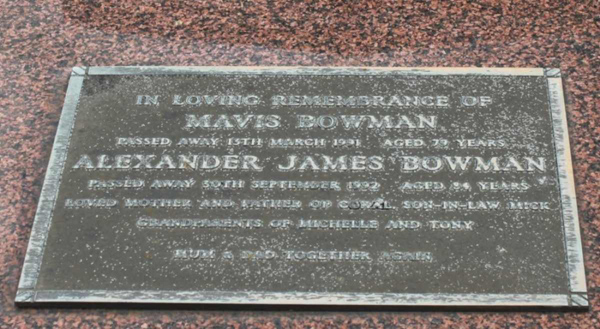 IN LOVING REMEMBRANCE OF
MAVIS BOWMAN
PASSED AWAY 15TH MARCH 1991 AGED 79 YEARS
ALEXANDER JAMES BOWMAN
PASSED AWAY 30TH SEPTEMBER 1992 AGED 84 YEARS
LOVED MOTHER AND FATHER OF CORAL, SON-IN-LAW MICK
GRANDPARENTS OF MICHELLE AND TONY
MUM & DAD TOGETHER AGAIN